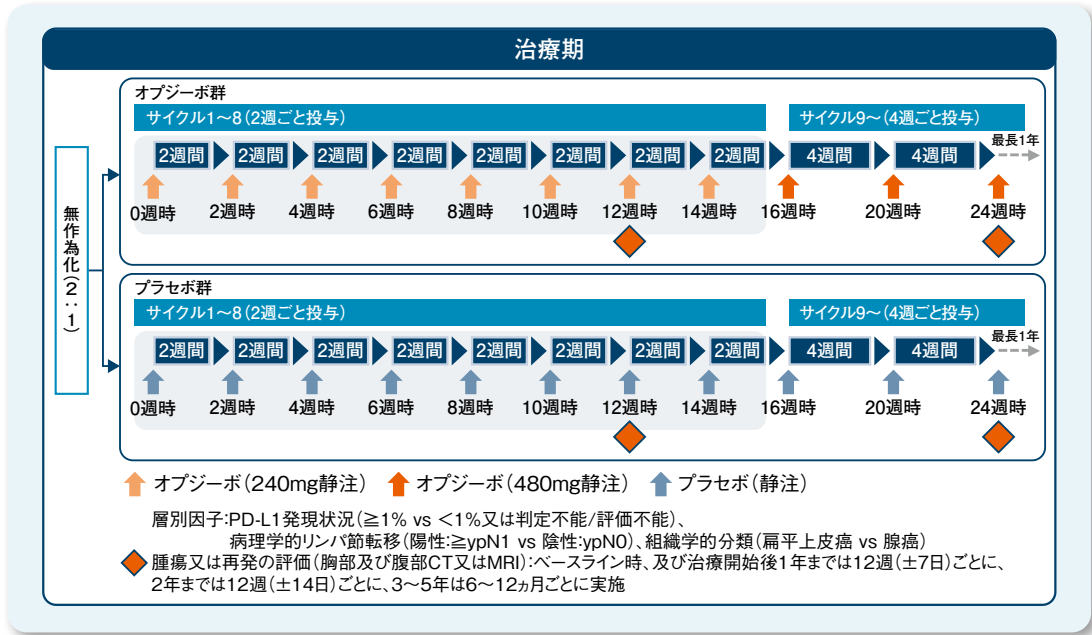 治療期
オプジーボ群
サイクル1~8(2週ごと投与) サイクル9~(4週ごと投与)
2週間 2週間 2週間 2週間 2週間 2週間 2週間 2週間 4週間 4週間 最長1年
0週時 2週時 4週時 6週時 8週時 10週時 12週時 14週時 16週時 20週時 24週時
無作為化(2:1)
プラセボ群
サイクル1~8(2週ごと投与) サイクル9~(4週ごと投与)
2週間 2週間 2週間 2週間 2週間 2週間 2週間 2週間 4週間 4週間 最長1年
0週時 2週時 4週時 6週時 8週時 10週時 12週時 14週時 16週時 20週時 24週時
オプジーボ(240mg静注) オプジーボ(480mg静注) プラセボ(静注)
層別因子:PD-L1発現状況(≧1% vs <1%又は判定不能/評価不能)、
病理学的リンパ節転移(陽性:≧ypN1 vs 陰性:ypN0)、組織学的分類(扁平上皮癌 vs 腺癌)
腫瘍又は再発の評価(胸部及び腹部CT又はMRI):ベースライン時、及び治療開始後1年までは12週(±7日)ごとに、
2年までは12週(±14日)ごとに、3~5年は6~12ヵ月ごとに実施